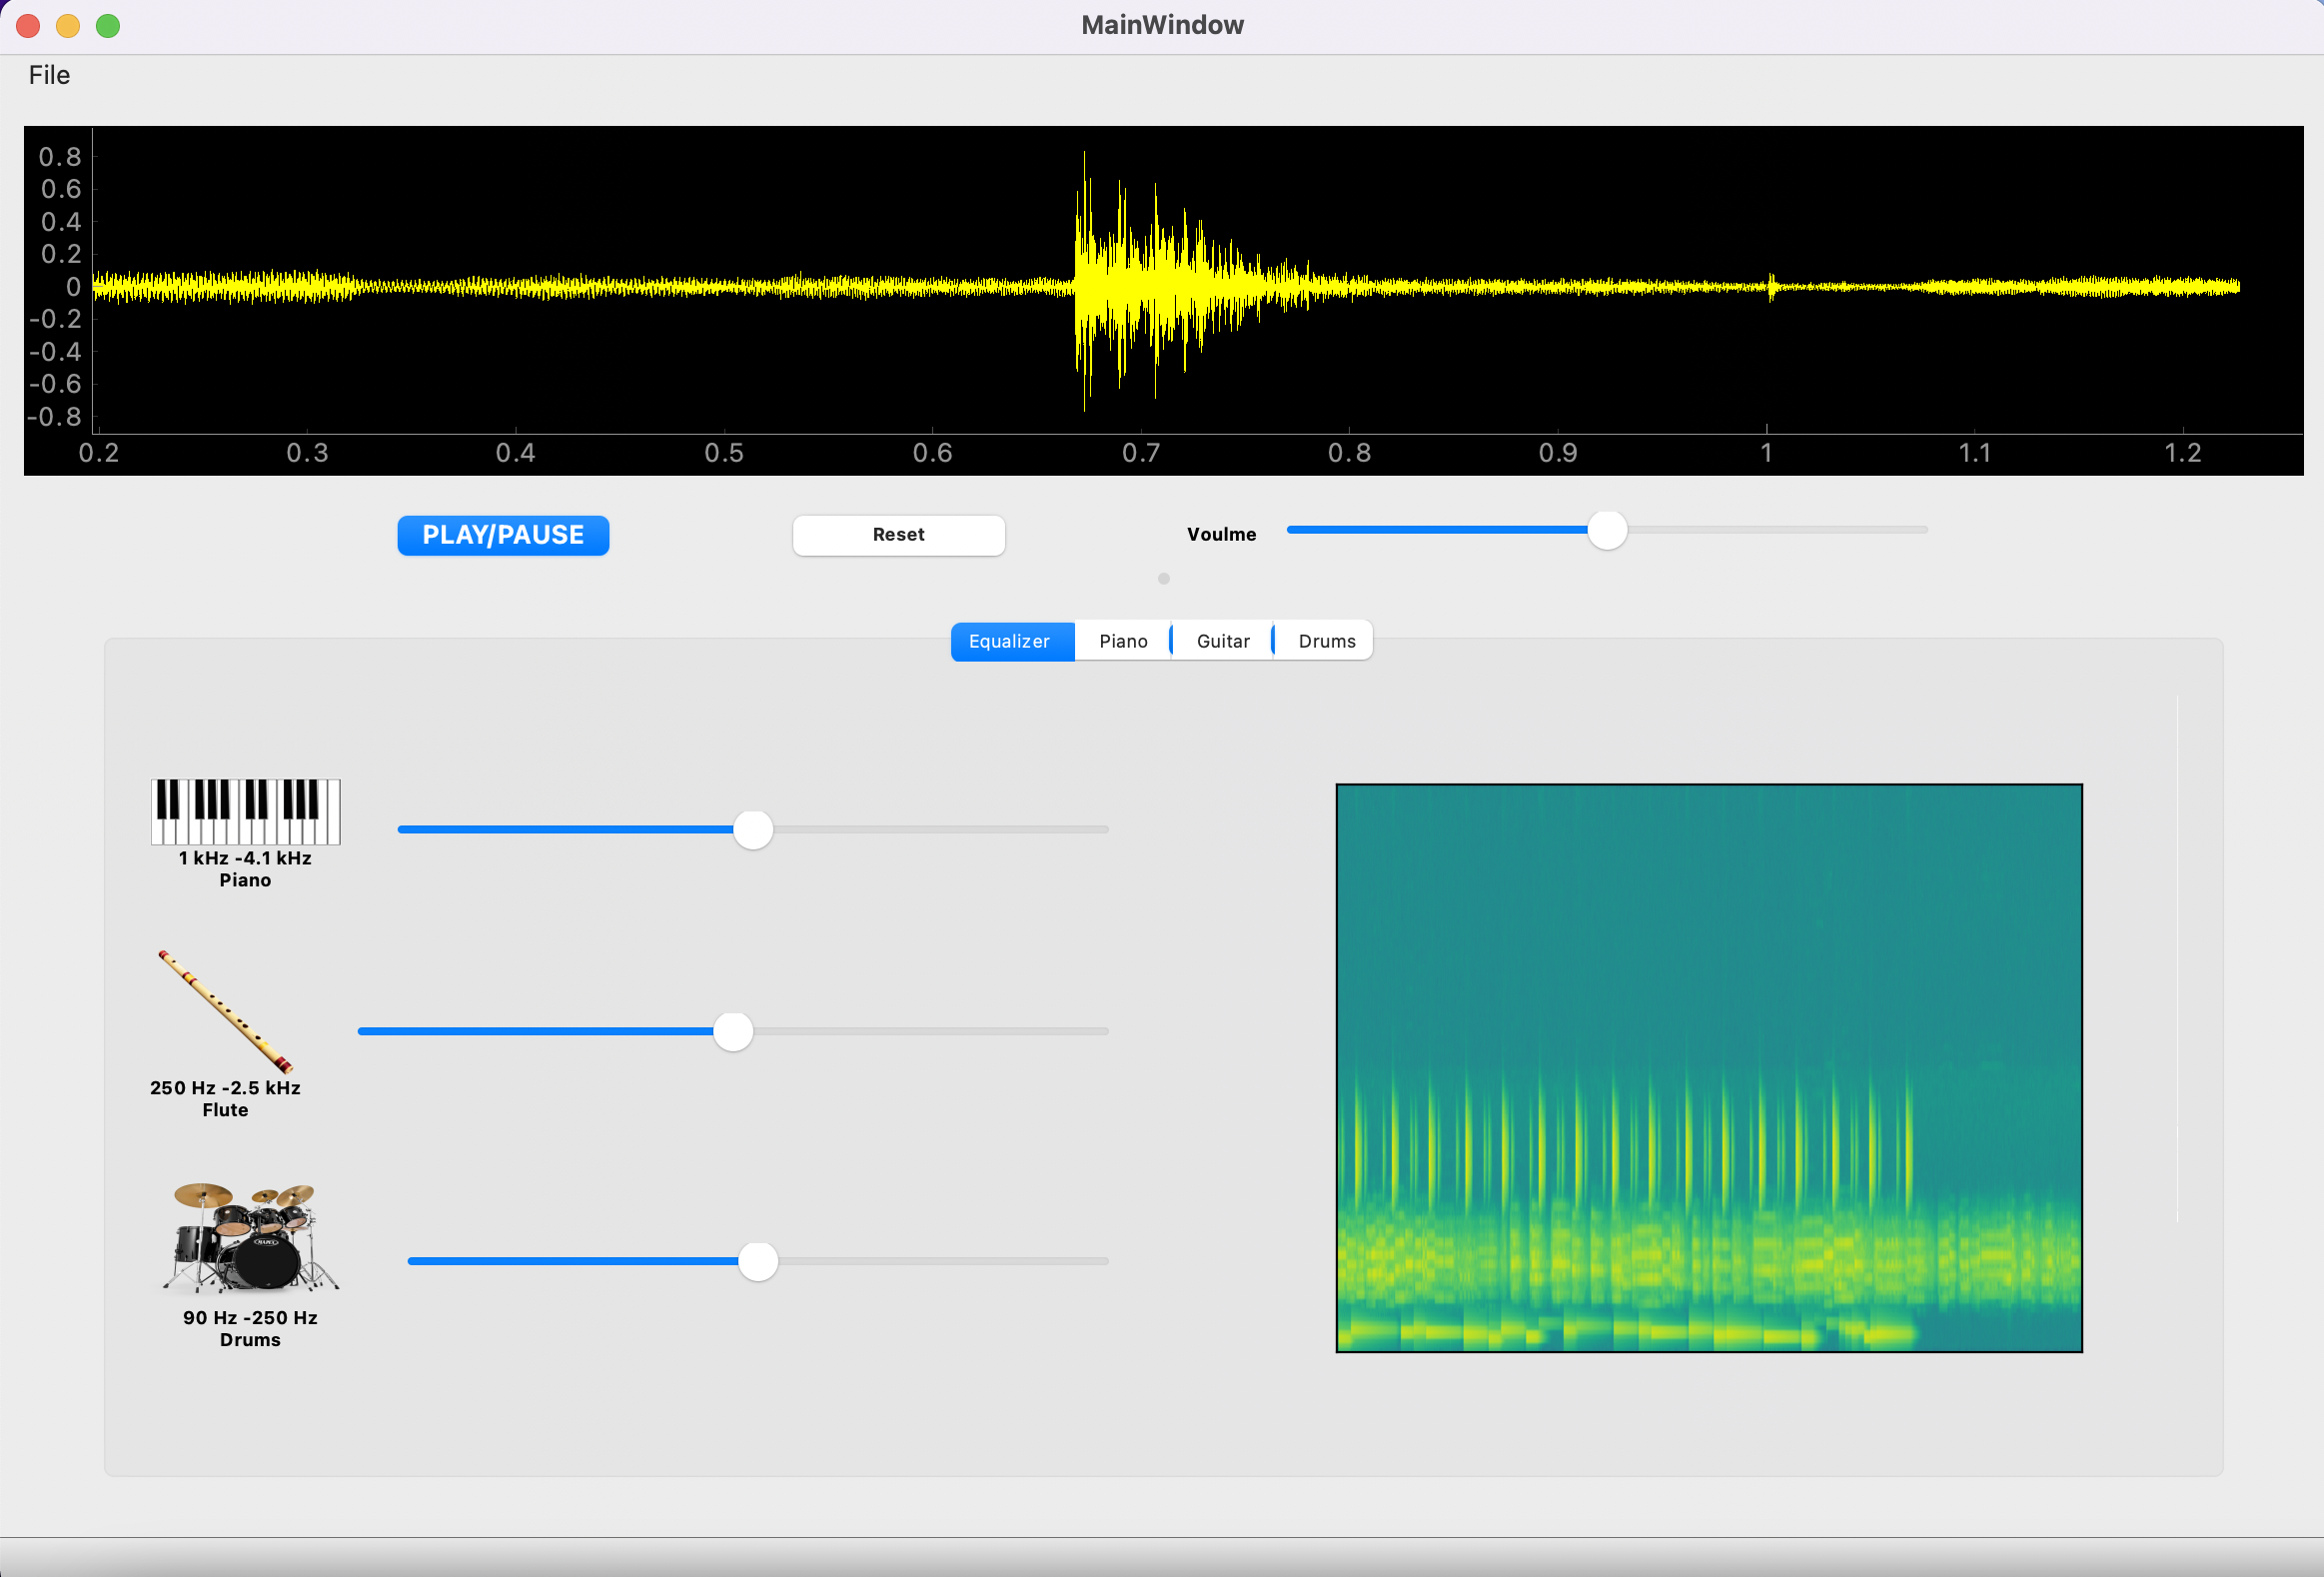 MainWindow
File
0.8
0.6
0.4
0.2
0
-0.2
-0.4
-0.6
-0.8
0.2 0.3 0.4 0.5 0.6 0.7 0.8 0.9 1 1.1 1.2
PLAY/PAUSE Reset Voulme
Equalizer Piano Guitar Drums
1 kHz -4.1 kHz
Piano
250 Hz -2.5 kHz
Flute
90 Hz -250 Hz
Drums